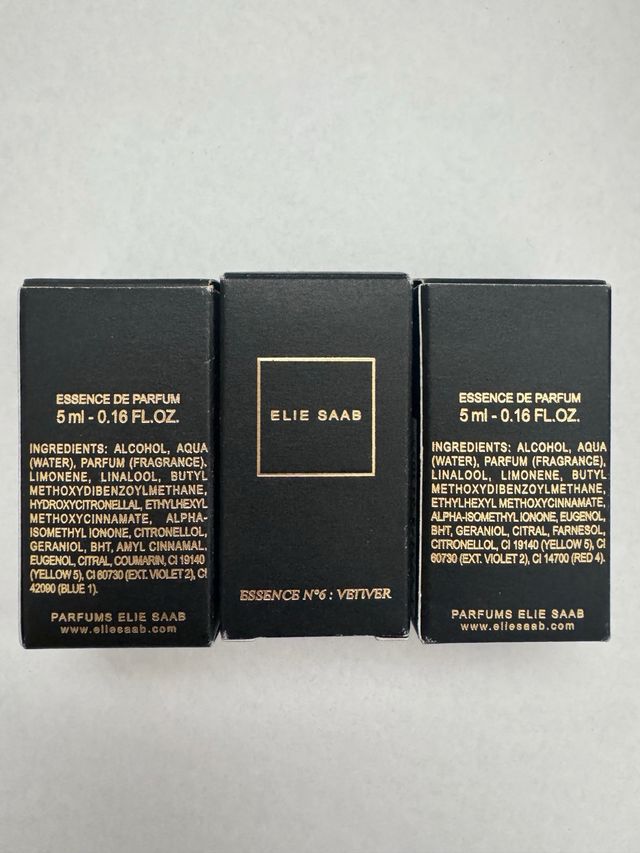 ESSENCE DE PARFUM
5 ml - 0.16 FL.OZ.
INGREDIENTS: ALCOHOL, AQUA
(WATER), PARFUM (FRAGRANCE),
LIMONENE, LINALOOL, BUTYL
METHOXYDIBENZOYLMETHANE,
HYDROXYCITRONELLAL, ETHYLHEXYL
METHOXYCINNAMATE, ALPHA-
ISOMETHYL IONONE, CITRONELLOL,
GERANIOL, BHT, AMYL CINNAMAL,
EUGENOL, CITRAL, COUMARIN, CI 19140
(YELLOW 5), CI 60730 (EXT. VIOLET 2), CI
42090 (BLUE 1).
PARFUMS ELIE SAAB
www.eliesaab.com
ELIE SAAB
ESSENCE N°6 : VETIVER
ESSENCE DE PARFUM
5 ml - 0.16 FL.OZ.
INGREDIENTS: ALCOHOL, AQUA
(WATER), PARFUM (FRAGRANCE),
LINALOOL, LIMONENE, BUTYL
METHOXYDIBENZOYLMETHANE,
ETHYLHEXYL METHOXYCINNAMATE,
ALPHA-ISOMETHYL IONONE, EUGENOL,
BHT, GERANIOL, CITRAL, FARNESOL,
CITRONELLOL, CI 19140 (YELLOW 5), CI
60730 (EXT. VIOLET 2), CI 14700 (RED 4).
PARFUMS ELIE SAAB
www.eliesaab.com